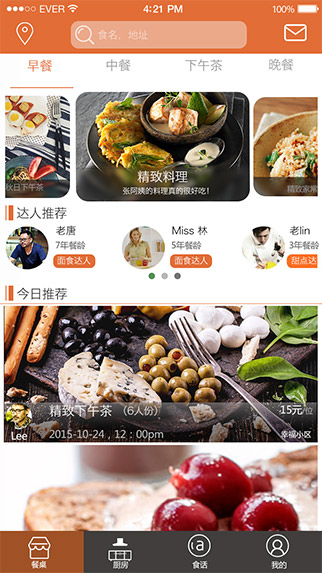 EVER 4:21 PM 100%
食名，地址
早餐 中餐 下午茶 晚餐
秋日下午茶
精致料理
张阿姨的料理真的很好吃！
精致家
达人推荐
老唐
7年餐龄
面食达人
Miss 林
5年餐龄
面食达人
老lin
3年餐龄
甜点达
今日推荐
精致下午茶 （6人份）
15元/位
Lee
2015-10-24，12：00pm
幸福小区
餐桌 厨房 食话 我的